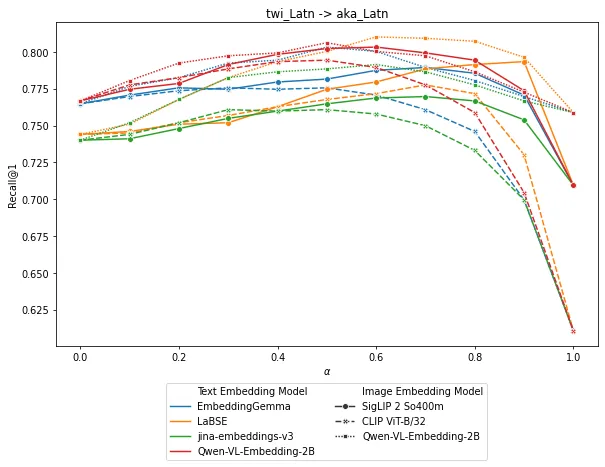 twi_Latn -> aka_Latn
Recall@1
0.800
0.775
0.750
0.725
0.700
0.675
0.650
0.625
0.0 0.2 0.4 0.6 0.8 1.0
α
Text Embedding Model Image Embedding Model
EmbeddingGemma SigLIP 2 So400m
LaBSE CLIP ViT-B/32
jina-embeddings-v3 Qwen-VL-Embedding-2B
Qwen-VL-Embedding-2B